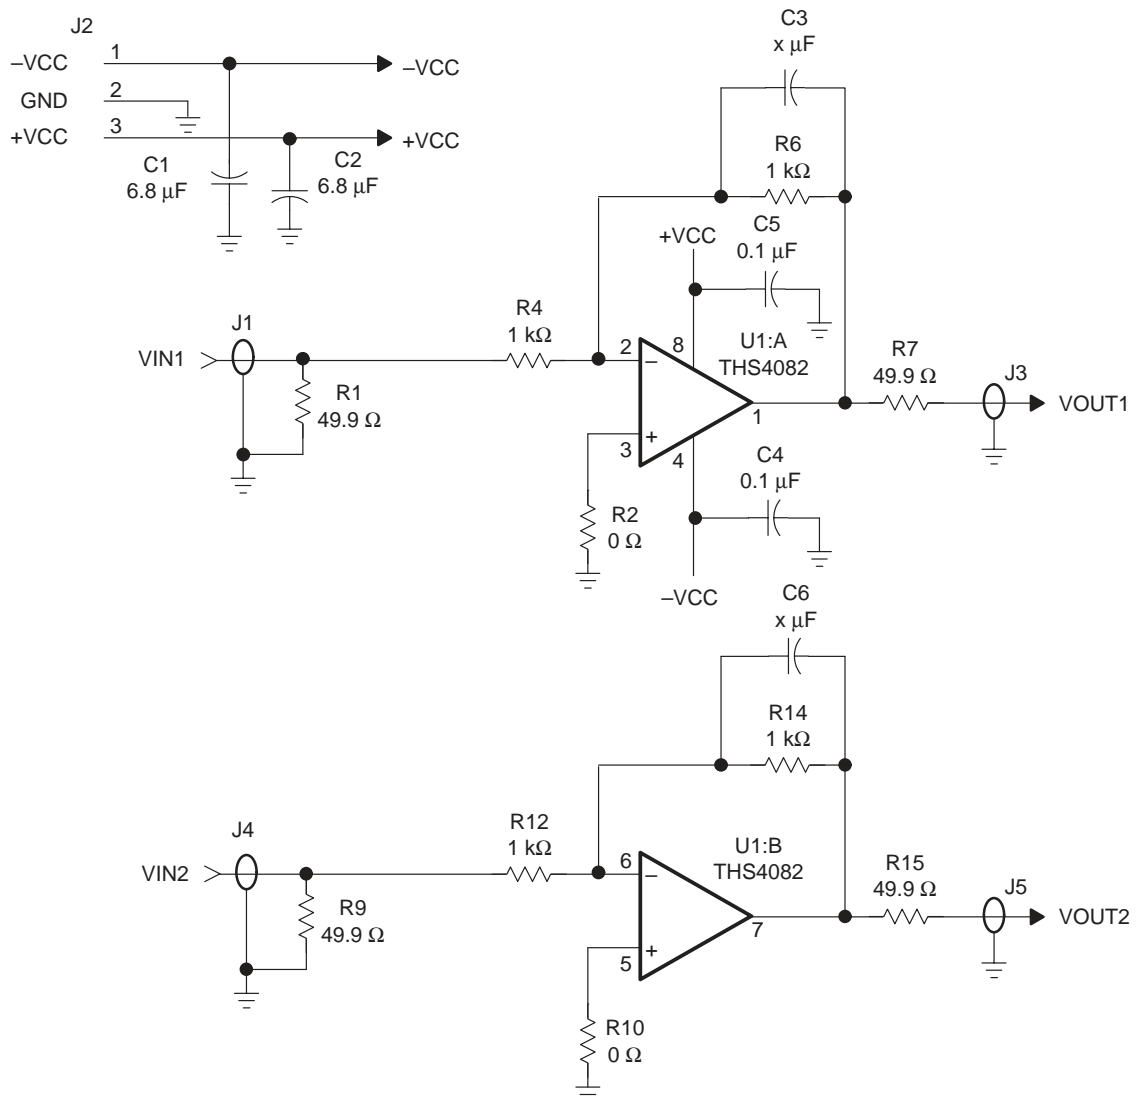 J2
–VCC 1 –VCC
GND 2
+VCC 3 +VCC
C1
6.8 µF
C2
6.8 µF
C3
x µF
R6
1 kΩ
+VCC
C5
0.1 µF
VIN1
J1
R1
49.9 Ω
R4
1 kΩ
2
–
8
U1:A
THS4082
3
+
4
1
R7
49.9 Ω
J3
VOUT1
R2
0 Ω
C4
0.1 µF
–VCC
C6
x µF
R14
1 kΩ
VIN2
J4
R9
49.9 Ω
R12
1 kΩ
6
–
U1:B
THS4082
5
+
7
R15
49.9 Ω
J5
VOUT2
R10
0 Ω